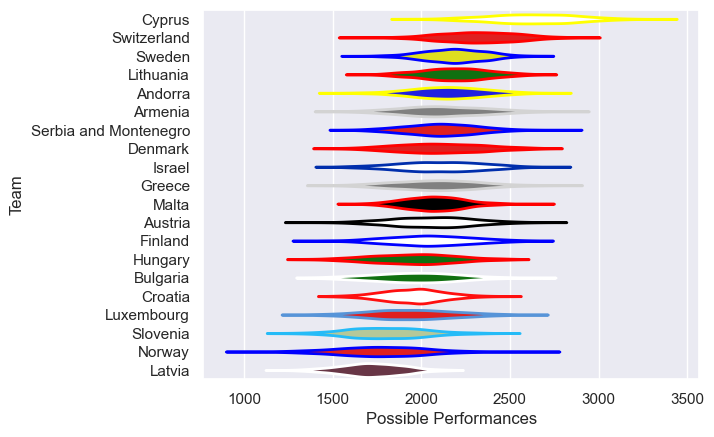 Cyprus
Switzerland
Sweden
Lithuania
Andorra
Armenia
Serbia and Montenegro
Denmark
Israel
Greece
Malta
Austria
Finland
Hungary
Bulgaria
Croatia
Luxembourg
Slovenia
Norway
Latvia
Team
1000 1500 2000 2500 3000 3500
Possible Performances